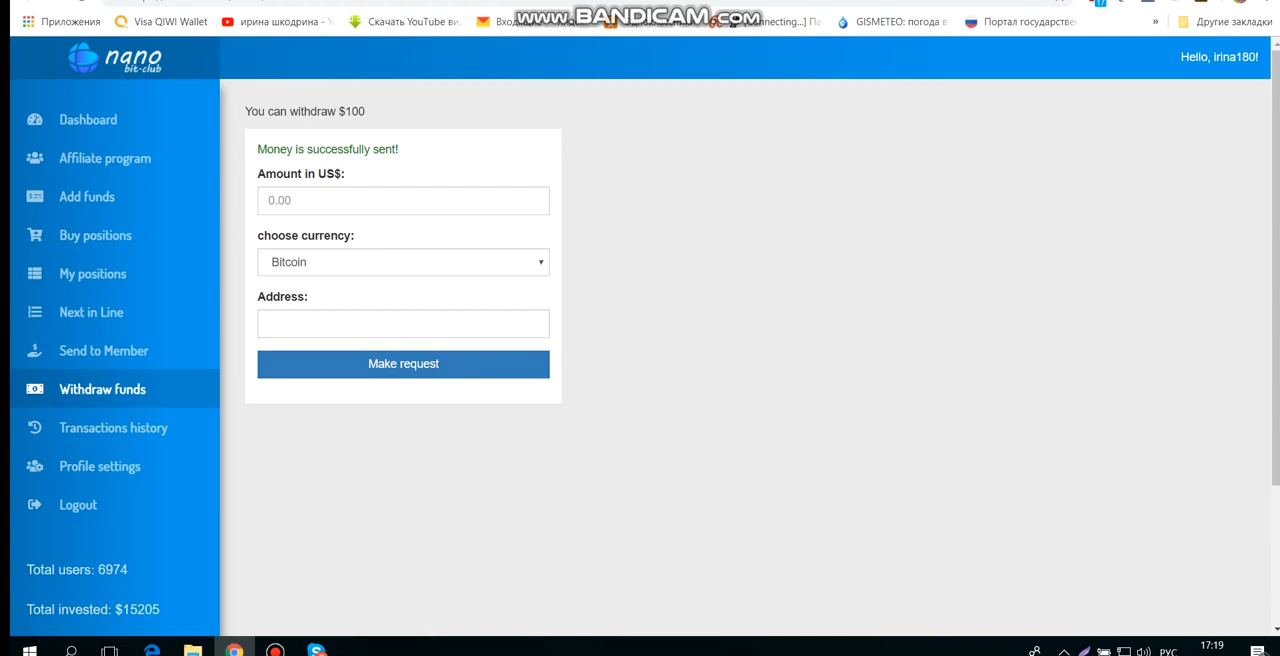 www.BANDICAM.com
Приложения
Visa QIWI Wallet
ирина шкодрина - Y
Скачать YouTube ви
Входящи
onnecting...] Па
GISMETEO: погода в
Портал государстве
»
Другие закладки
nano
bit-club
Hello, irina180!
Dashboard
Affiliate program
Add funds
Buy positions
My positions
Next in Line
Send to Member
Withdraw funds
Transactions history
Profile settings
Logout
Total users: 6974
Total invested: $15205
You can withdraw $100
Money is successfully sent!
Amount in US$:
0.00
choose currency:
Bitcoin
Address:
Make request
17:19
РУС